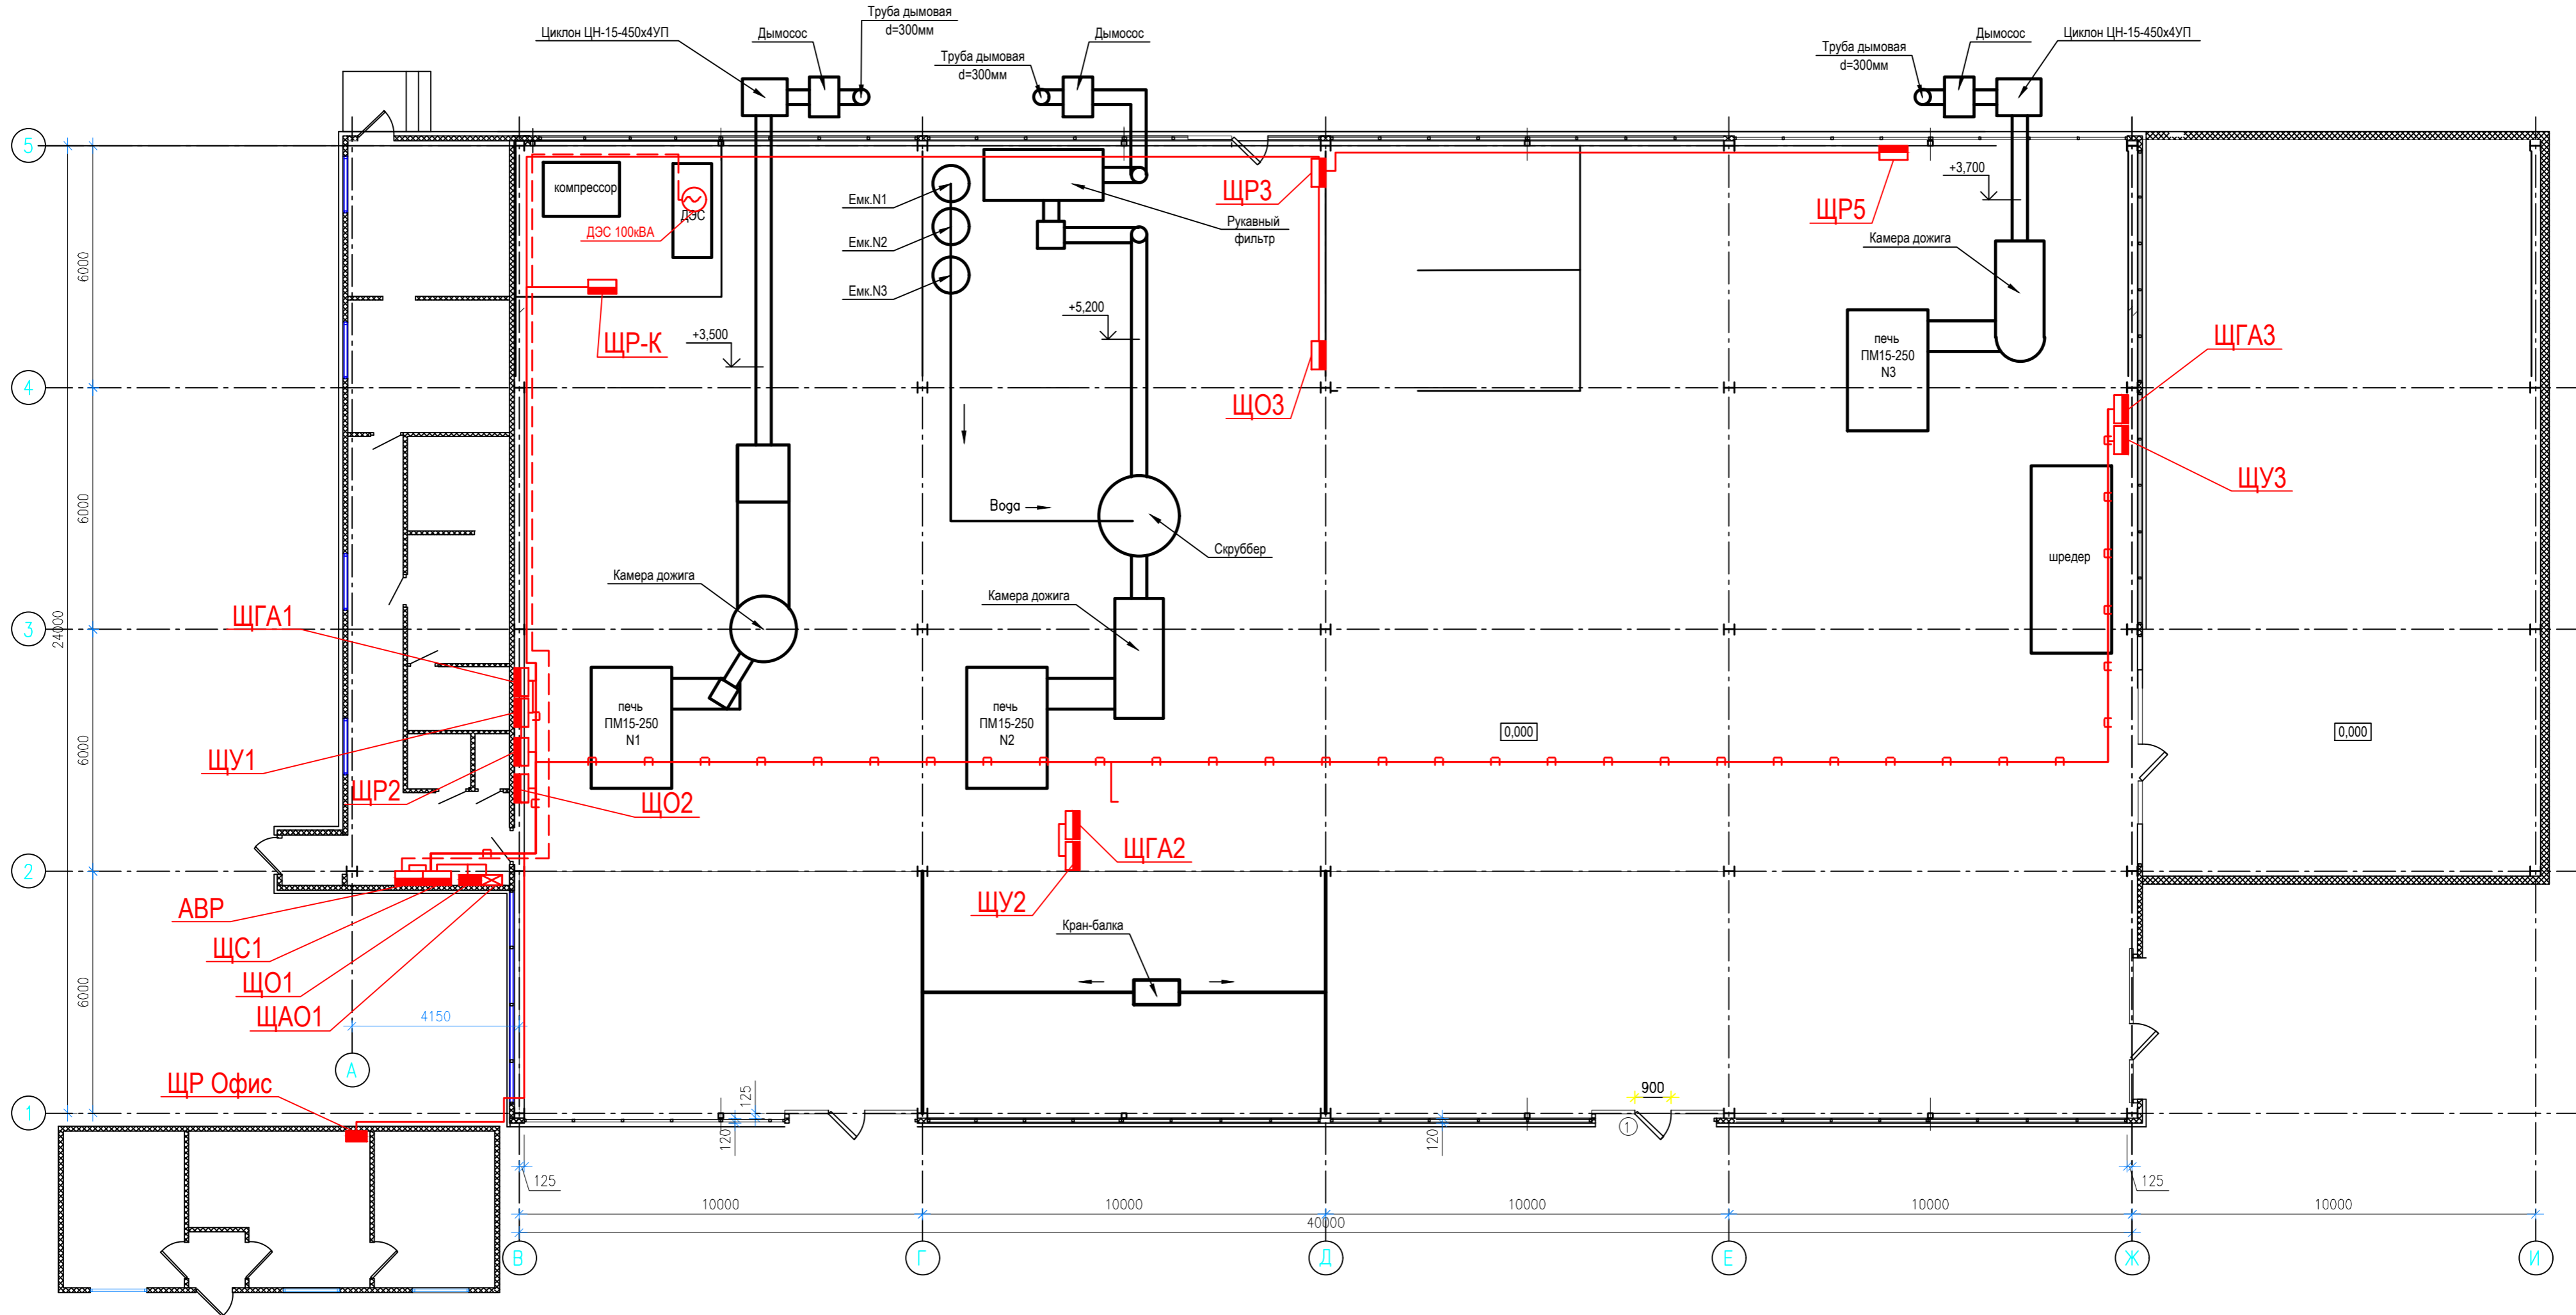 Труба дымовая
d=300мм
Циклон ЦН-15-450х4УП
Дымосос
Труба дымовая
d=300мм
Дымосос
Труба дымовая
d=300мм
Дымосос
Циклон ЦН-15-450х4УП
5
компрессор
ДЭС
ДЭС 100кВА
Емк.N1
Емк.N2
Емк.N3
ЩР3
Рукавный
фильтр
ЩР5
+3,700
Камера дожига
6000
ЩР-К
+3,500
+5,200
ЩО3
печь
ПМ15-250
N3
ЩГА3
4
ЩУ3
6000
Вода
Скруббер
шредер
Камера дожига
Камера дожига
ЩГА1
3
24000
печь
ПМ15-250
N1
печь
ПМ15-250
N2
0,000
0,000
6000
ЩУ1
ЩР2
ЩО2
ЩГА2
2
ЩУ2
АВР
ЩС1
ЩО1
ЩАО1
Кран-балка
6000
4150
А
ЩР Офис
1
125
120
120
900
1
125
125
10000
10000
10000
10000
10000
40000
В
Г
Д
Е
Ж
И